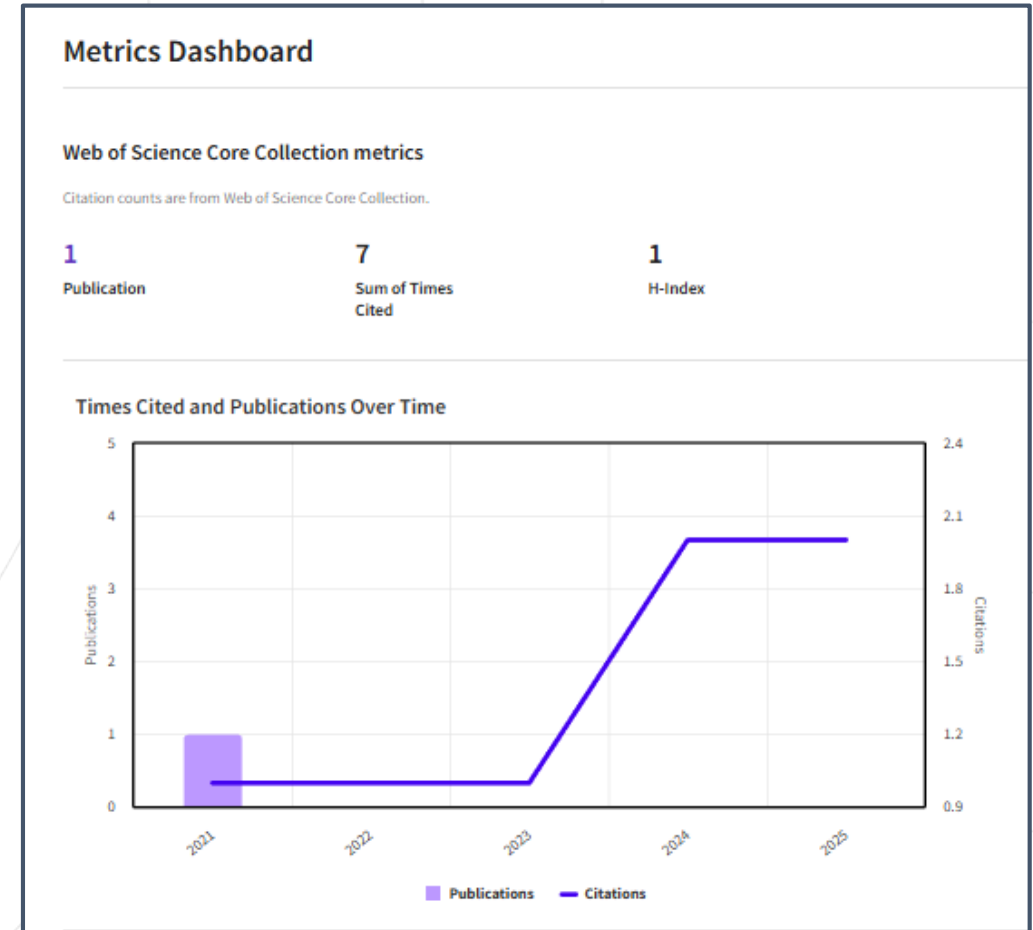 Metrics Dashboard
Web of Science Core Collection metrics
Citation counts are from Web of Science Core Collection.
1
Publication
7
Sum of Times
Cited
1
H-Index
Times Cited and Publications Over Time
5
4
3
2
1
0
Publications
2.4
2.1
1.8
1.5
1.2
0.9
Citations
2021
2022
2023
2024
2025
Publications
Citations